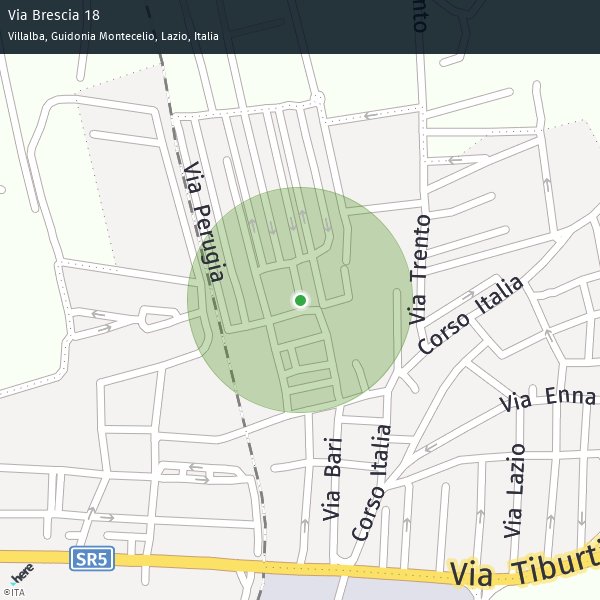 Via Brescia 18
Villalba, Guidonia Montecelio, Lazio, Italia
nto
Via Perugia
Via Trento
Corso Italia
Via Enna
Via Bari
Corso Italia
Via Lazio
SR5
Via Tiburti
here
©ITA